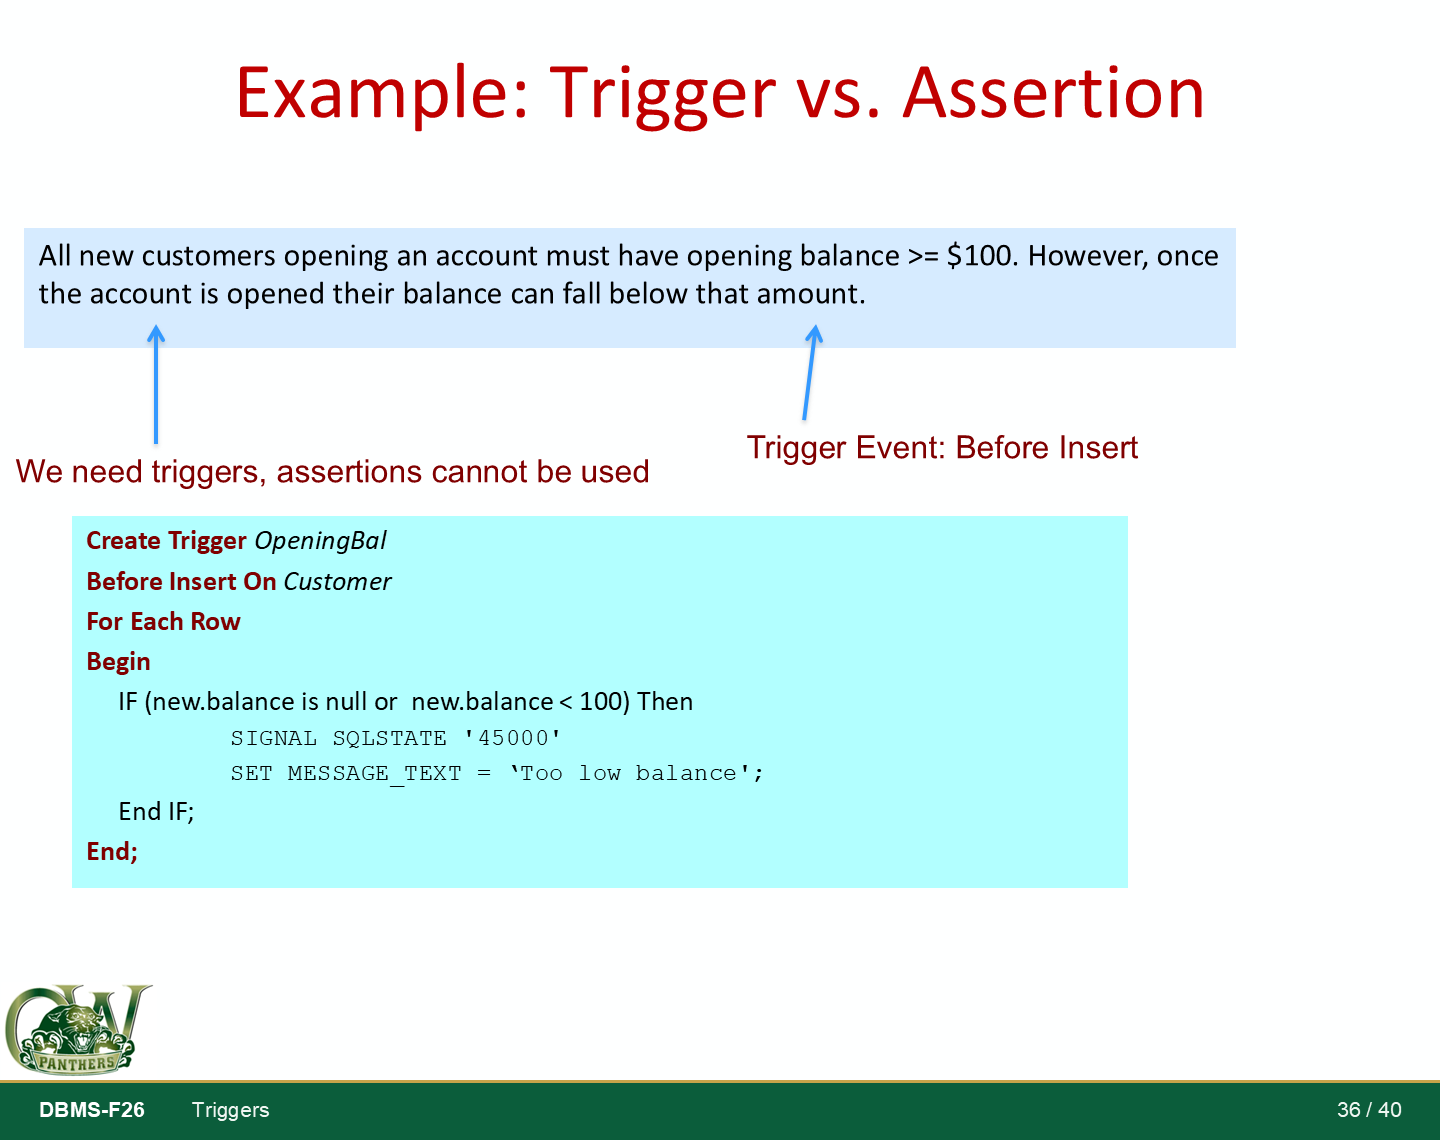 Example: Trigger vs. Assertion
All new customers opening an account must have opening balance >= $100. However, once
the account is opened their balance can fall below that amount.
Trigger Event: Before Insert
We need triggers, assertions cannot be used
Create Trigger OpeningBal
Before Insert On Customer
For Each Row
Begin
IF (new.balance is null or  new.balance < 100) Then
SIGNAL SQLSTATE '45000'
SET MESSAGE_TEXT = ‘Too low balance';
End IF;
End;
CW
PANTHERS
DBMS-F26 Triggers 36 / 40